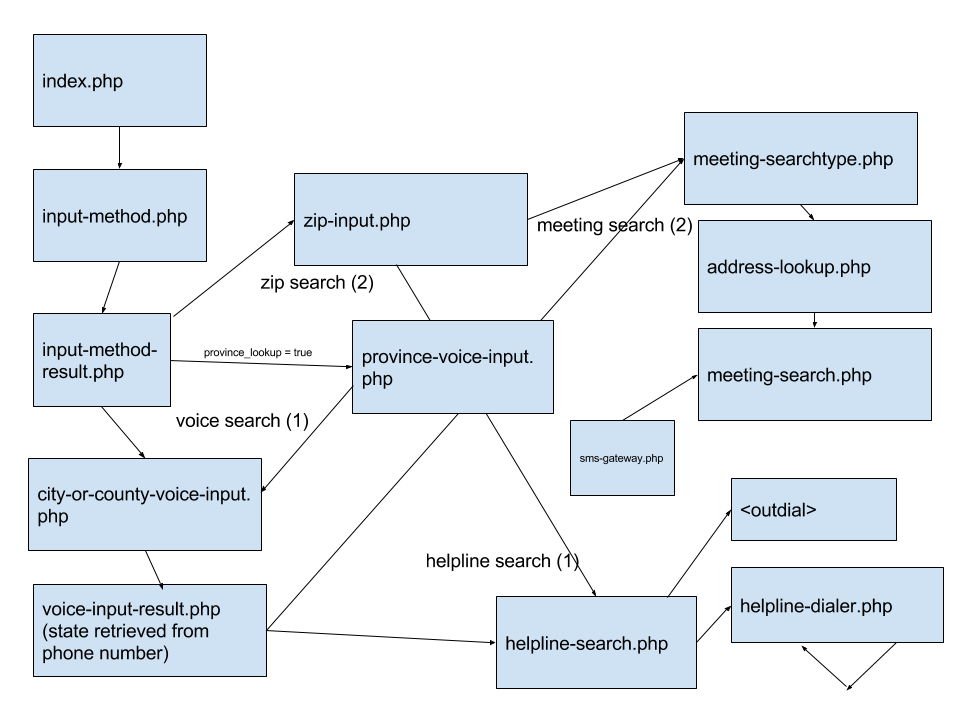 index.php
input-method.php
input-method-
result.php
zip-input.php
zip search (2)
province_lookup = true
province-voice-input.
php
voice search (1)
city-or-county-voice-input.
php
voice-input-result.php
(state retrieved from
phone number)
meeting search (2)
meeting-searchtype.php
address-lookup.php
meeting-search.php
sms-gateway.php
helpline search (1)
helpline-search.php
<outdial>
helpline-dialer.php